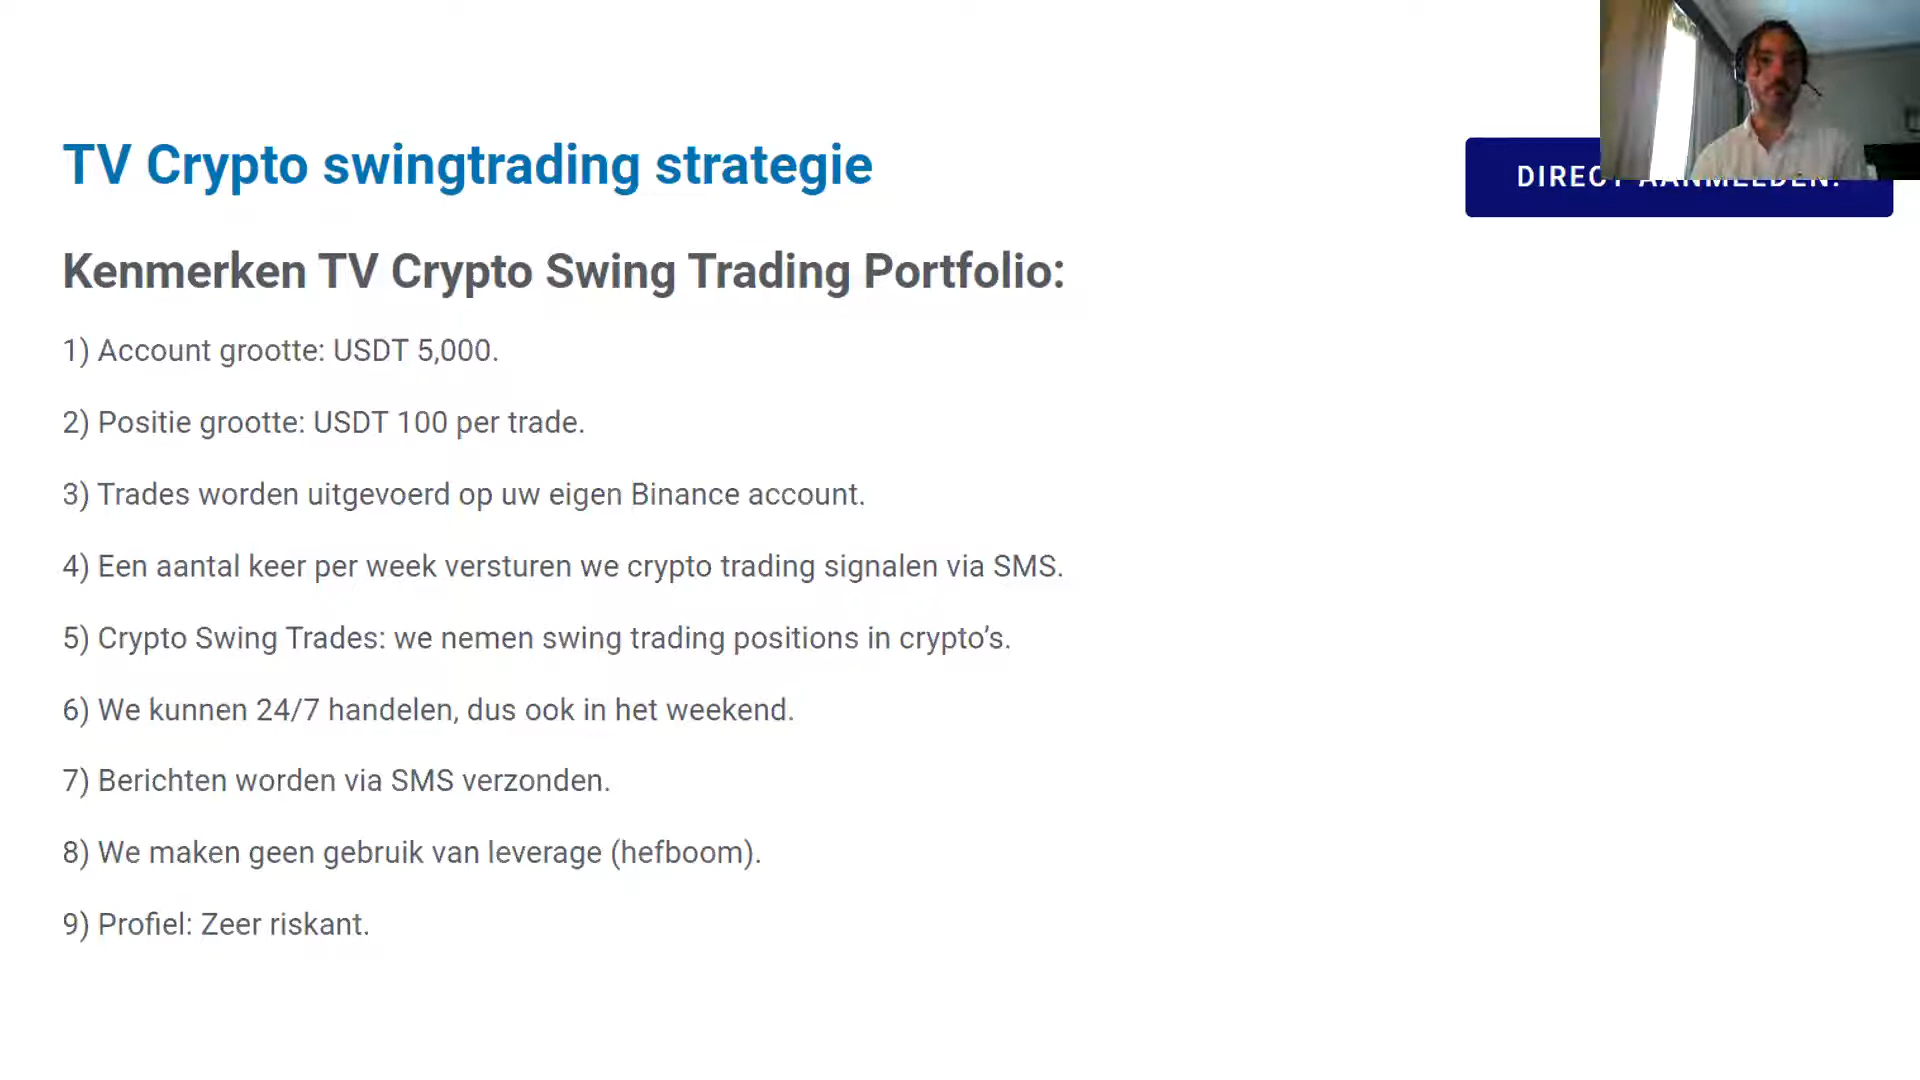 TV Crypto swingtrading strategie
DIRECT AANMELDEN!
Kenmerken TV Crypto Swing Trading Portfolio:
1) Account grootte: USDT 5,000.
2) Positie grootte: USDT 100 per trade.
3) Trades worden uitgevoerd op uw eigen Binance account.
4) Een aantal keer per week versturen we crypto trading signalen via SMS.
5) Crypto Swing Trades: we nemen swing trading positions in crypto’s.
6) We kunnen 24/7 handelen, dus ook in het weekend.
7) Berichten worden via SMS verzonden.
8) We maken geen gebruik van leverage (hefboom).
9) Profiel: Zeer riskant.